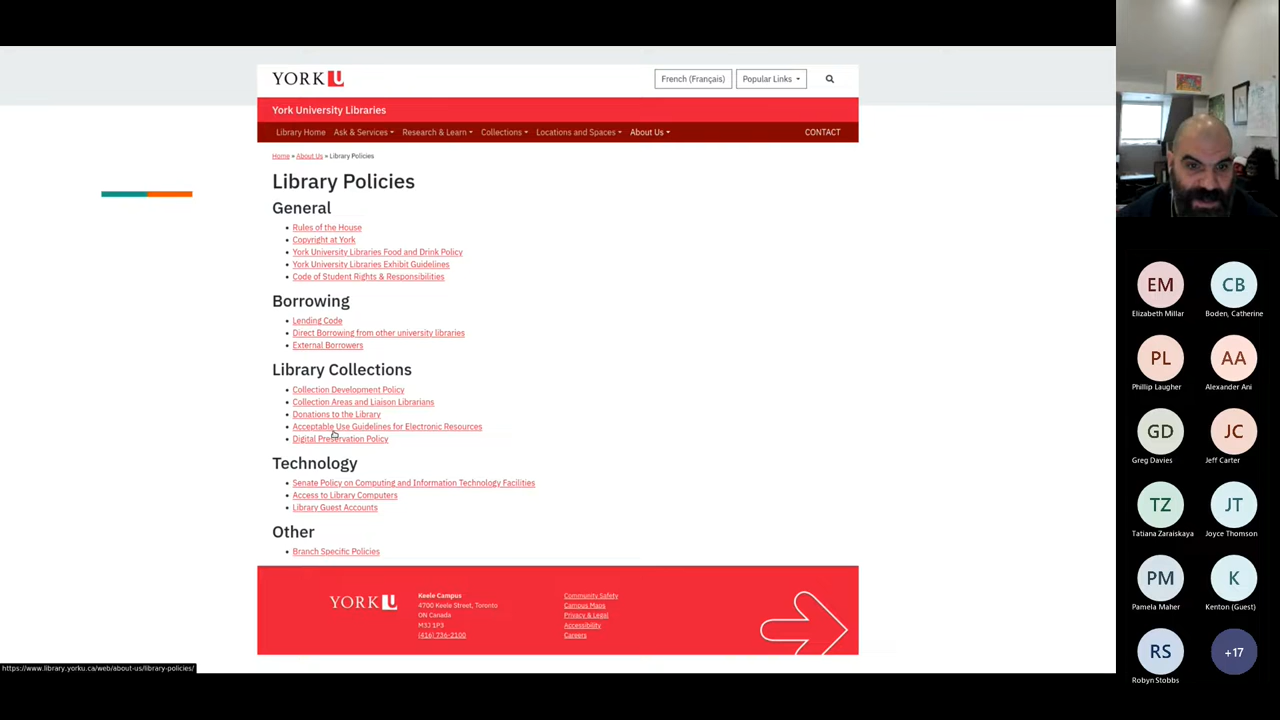 YORK U
French (Français)
Popular Links
York University Libraries
Library Home
Ask & Services
Research & Learn
Collections
Locations and Spaces
About Us
CONTACT
Home » About Us » Library Policies
Library Policies
General
Rules of the House
Copyright at York
York University Libraries Food and Drink Policy
York University Libraries Exhibit Guidelines
Code of Student Rights & Responsibilities
Borrowing
Lending Code
Direct Borrowing from other university libraries
External Borrowers
Library Collections
Collection Development Policy
Collection Areas and Liaison Librarians
Donations to the Library
Acceptable Use Guidelines for Electronic Resources
Digital Preservation Policy
Technology
Senate Policy on Computing and Information Technology Facilities
Access to Library Computers
Library Guest Accounts
Other
Branch Specific Policies
YORK U
Keele Campus
4700 Keele Street, Toronto
ON Canada
M3J 1P3
(416) 736-2100
Community Safety
Campus Maps
Privacy & Legal
Accessibility
Careers
https://www.library.yorku.ca/web/about-us/library-policies/
EM
Elizabeth Millar
CB
Boden, Catherine
PL
Phillip Laugher
AA
Alexander Ani
GD
Greg Davies
JC
Jeff Carter
TZ
Tatiana Zaraiskaya
JT
Joyce Thomson
PM
Pamela Maher
K
Kenton (Guest)
RS
Robyn Stobbs
+17